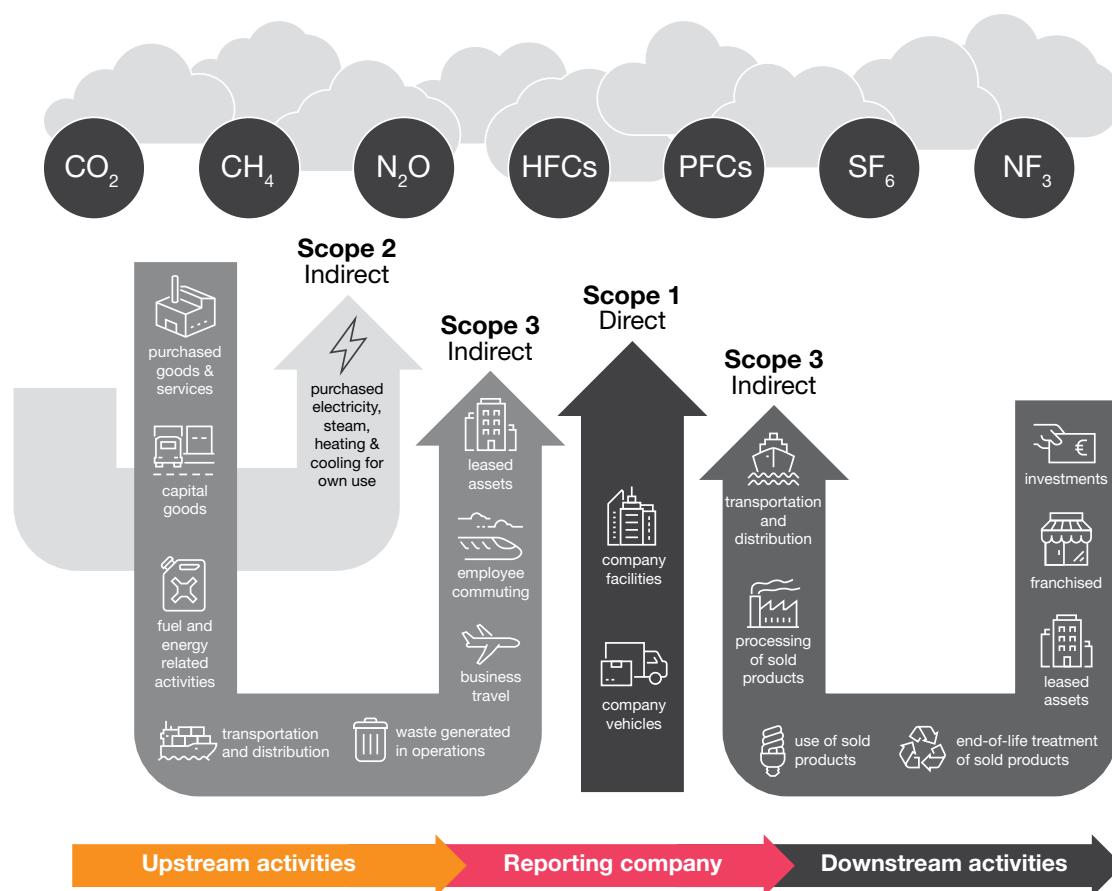 CO₂
CH₄
N₂O
HFCs
PFCs
SF₆
NF₃
Scope 2
Indirect
purchased
electricity,
steam,
heating &
cooling for
own use
purchased
goods &
services
capital
goods
fuel and
energy
related
activities
transportation
and distribution
waste generated
in operations
Scope 3
Indirect
leased
assets
employee
commuting
business
travel
Scope 1
Direct
company
facilities
company
vehicles
Scope 3
Indirect
transportation
and
distribution
processing
of sold
products
use of sold
products
end-of-life treatment
of sold products
€
investments
franchised
leased
assets
Upstream activities
Reporting company
Downstream activities